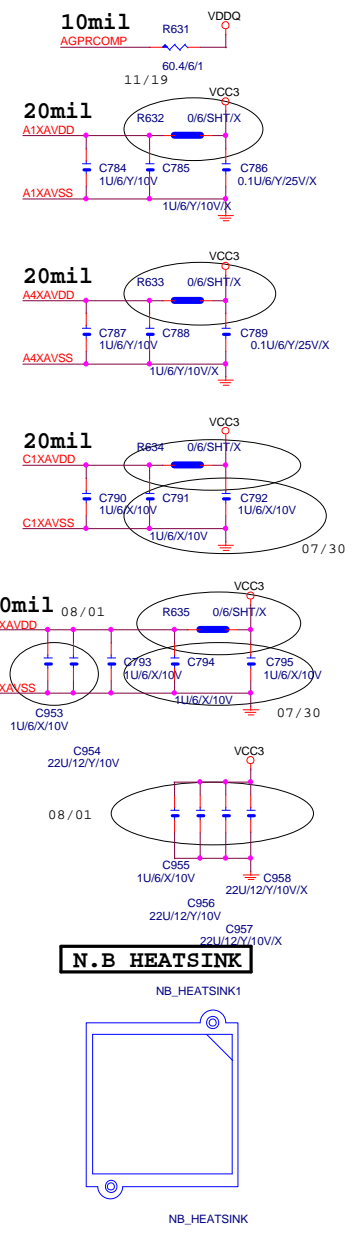 10mil
R631
VDDQ
AGPRCOMP
60.4/6/1
11/19
20mil
VCC3
A1XAVDD
R632
0/6/SHT/X
C784
C785
C786
1U/6/Y/10V
0.1U/6/Y/25V/X
A1XAVSS
1U/6/Y/10V/X
VCC3
20mil
R633
0/6/SHT/X
A4XAVDD
C787
C788
C789
1U/6/Y/10V
0.1U/6/Y/25V/X
A4XAVSS
1U/6/Y/10V/X
VCC3
20mil
R634
0/6/SHT/X
C1XAVDD
C790
C791
C792
1U/6/X/10V
1U/6/X/10V
C1XAVSS
1U/6/X/10V
07/30
VCC3
0mil
08/01
R635
0/6/SHT/X
XAVDD
C793
C794
C795
1U/6/X/10V
1U/6/X/10V
XAVSS
1U/6/X/10V
C953
07/30
1U/6/X/10V
C954
22U/12/Y/10V
VCC3
08/01
C955
1U/6/X/10V
C958
22U/12/Y/10V/X
C956
22U/12/Y/10V
C957
22U/12/Y/10V/X
N.B HEATSINK
NB_HEATSINK1
NB_HEATSINK